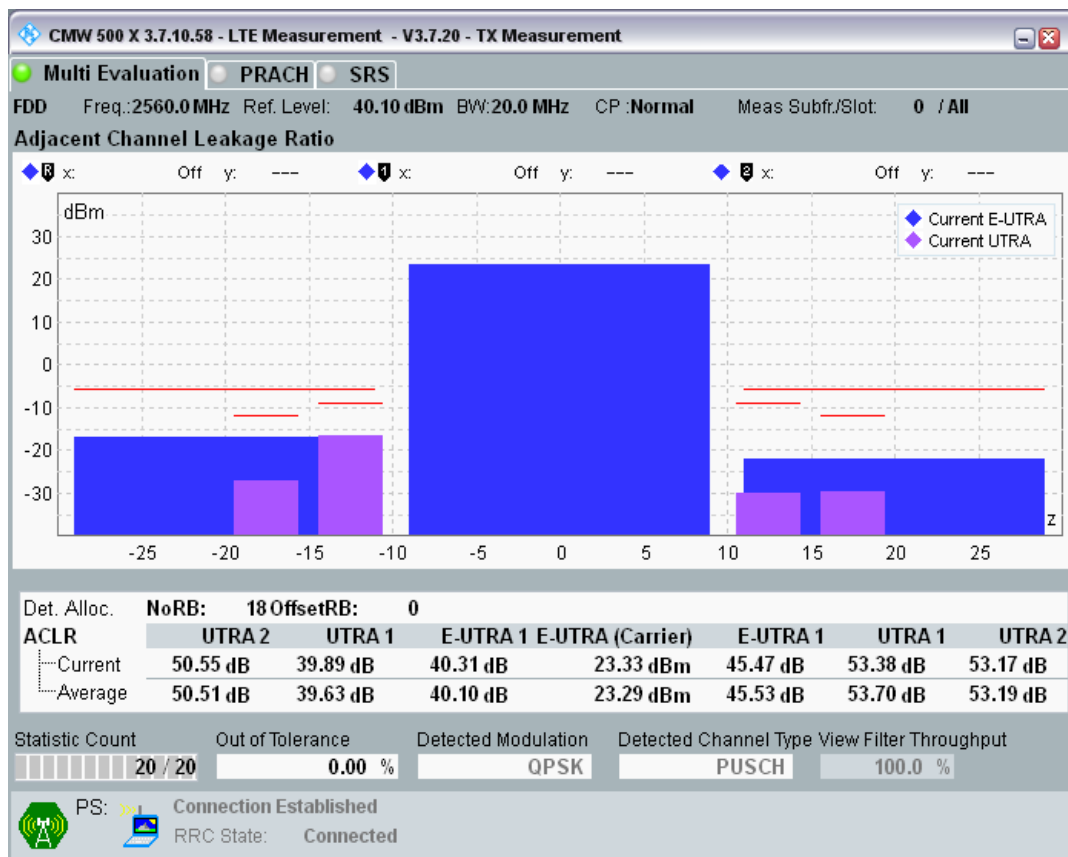 CMW 500 X 3.7.10.58 - LTE Measurement - V3.7.20 - TX Measurement
Multi Evaluation PRACH SRS
FDD Freq.:2560.0 MHz Ref. Level: 40.10 dBm BW:20.0 MHz CP :Normal Meas Subfr./Slot: 0 / All
Adjacent Channel Leakage Ratio
R x: Off y: --- 1 x: Off y: --- 2 x: Off y: ---
dBm
Current E-UTRA
Current UTRA
30
20
10
0
-10
-20
-30
z
-25 -20 -15 -10 -5 0 5 10 15 20 25
Det. Alloc. NoRB: 18 OffsetRB: 0
ACLR UTRA 2 UTRA 1 E-UTRA 1 E-UTRA (Carrier) E-UTRA 1 UTRA 1 UTRA 2
Current 50.55 dB 39.89 dB 40.31 dB 23.33 dBm 45.47 dB 53.38 dB 53.17 dB
Average 50.51 dB 39.63 dB 40.10 dB 23.29 dBm 45.53 dB 53.70 dB 53.19 dB
Statistic Count Out of Tolerance Detected Modulation Detected Channel Type View Filter Throughput
20 / 20 0.00 % QPSK PUSCH 100.0 %
PS: Connection Established
RRC State: Connected